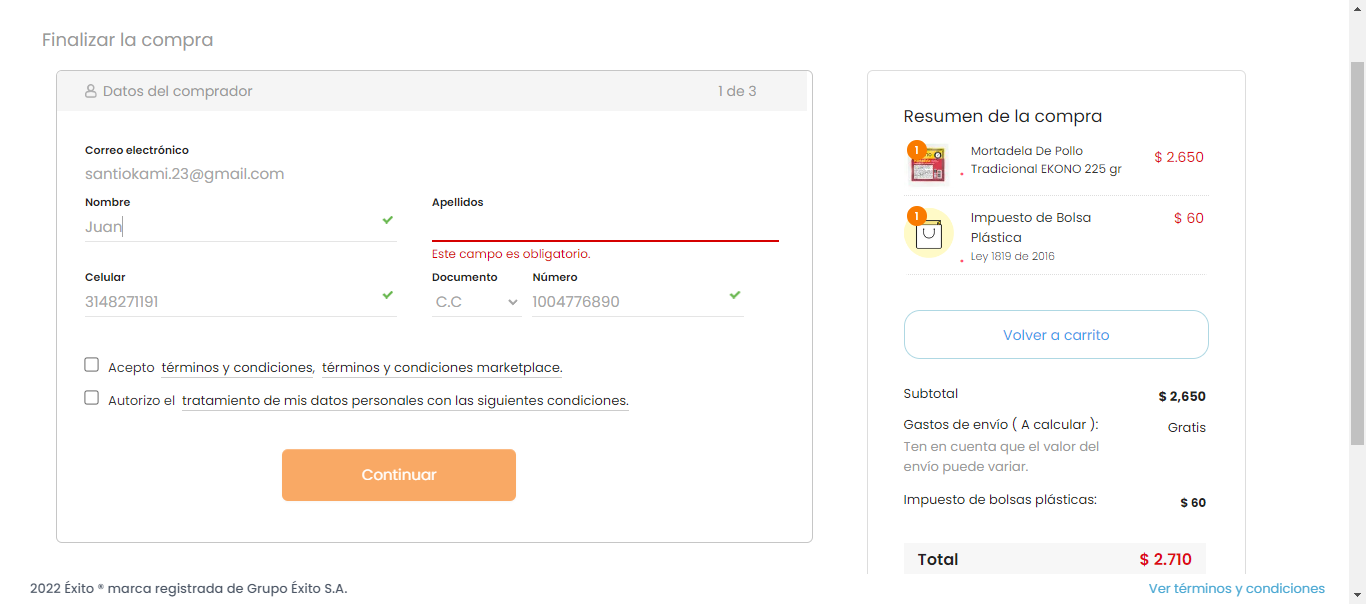 Finalizar la compra
Datos del comprador
1 de 3
Correo electrónico
santiokami.23@gmail.com
Nombre
Juan
Apellidos
Este campo es obligatorio.
Celular
3148271191
Documento
C.C
Número
1004776890
Acepto términos y condiciones, términos y condiciones marketplace.
Autorizo el tratamiento de mis datos personales con las siguientes condiciones.
Continuar
Resumen de la compra
1
Mortadela De Pollo
Tradicional EKONO 225 gr
$ 2.650
1
Impuesto de Bolsa
Plástica
Ley 1819 de 2016
$ 60
Volver a carrito
Subtotal
$ 2,650
Gastos de envío ( A calcular ):
Gratis
Ten en cuenta que el valor del
envío puede variar.
Impuesto de bolsas plásticas:
$ 60
Total
$ 2.710
2022 Éxito ® marca registrada de Grupo Éxito S.A.
Ver términos y condiciones